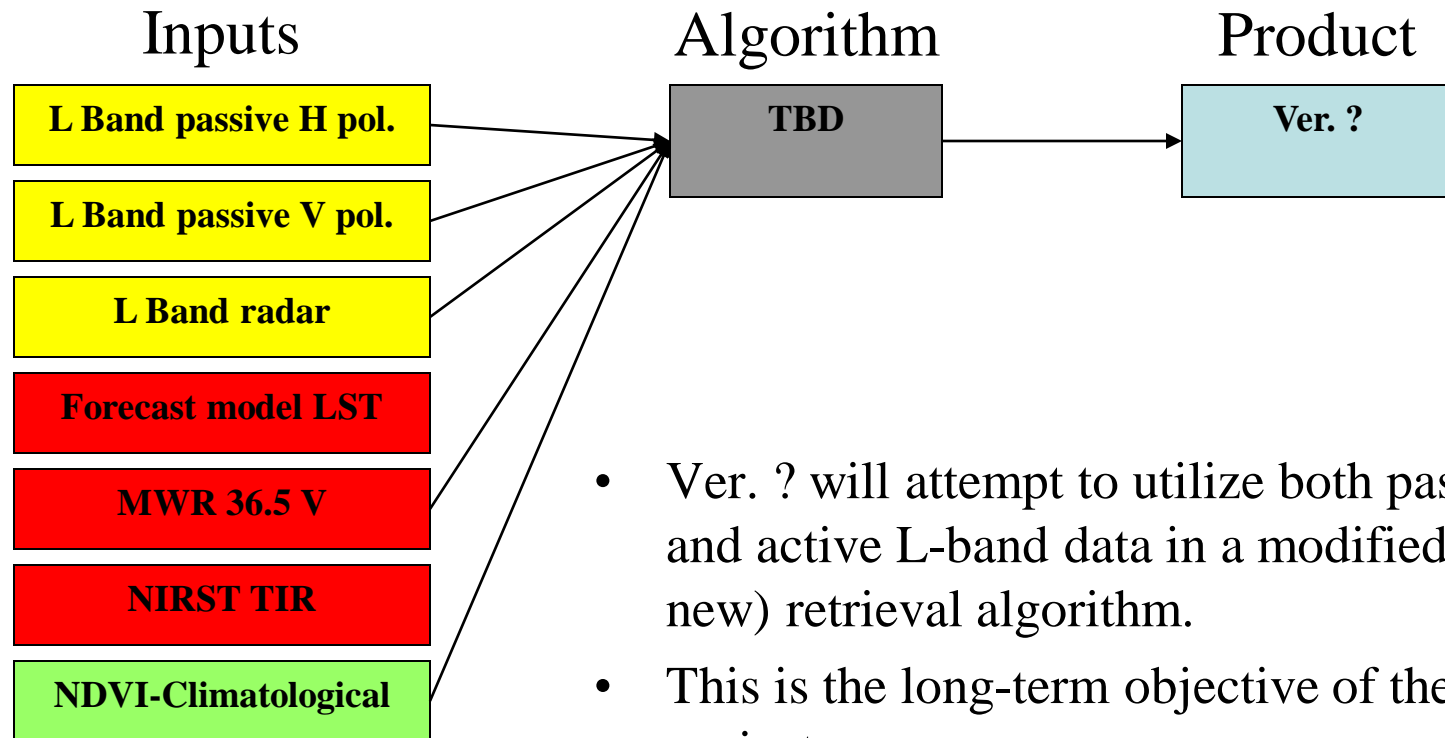 Inputs
Algorithm
Product
L Band passive H pol.
L Band passive V pol.
L Band radar
Forecast model LST
MWR 36.5 V
NIRST TIR
NDVI-Climatological
TBD
Ver. ?
• Ver. ? will attempt to utilize both pas
and active L-band data in a modified
new) retrieval algorithm.
• This is the long-term objective of the